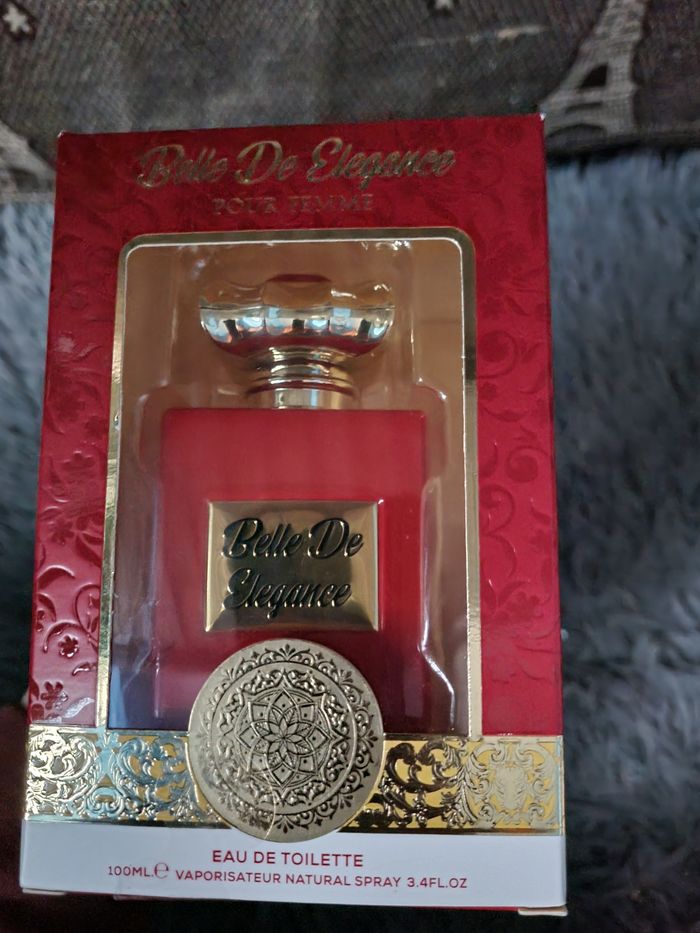 Belle De Elegance
POUR FEMME
Belle De
Elegance
EAU DE TOILETTE
100ML.℮ VAPORISATEUR NATURAL SPRAY 3.4FL.OZ